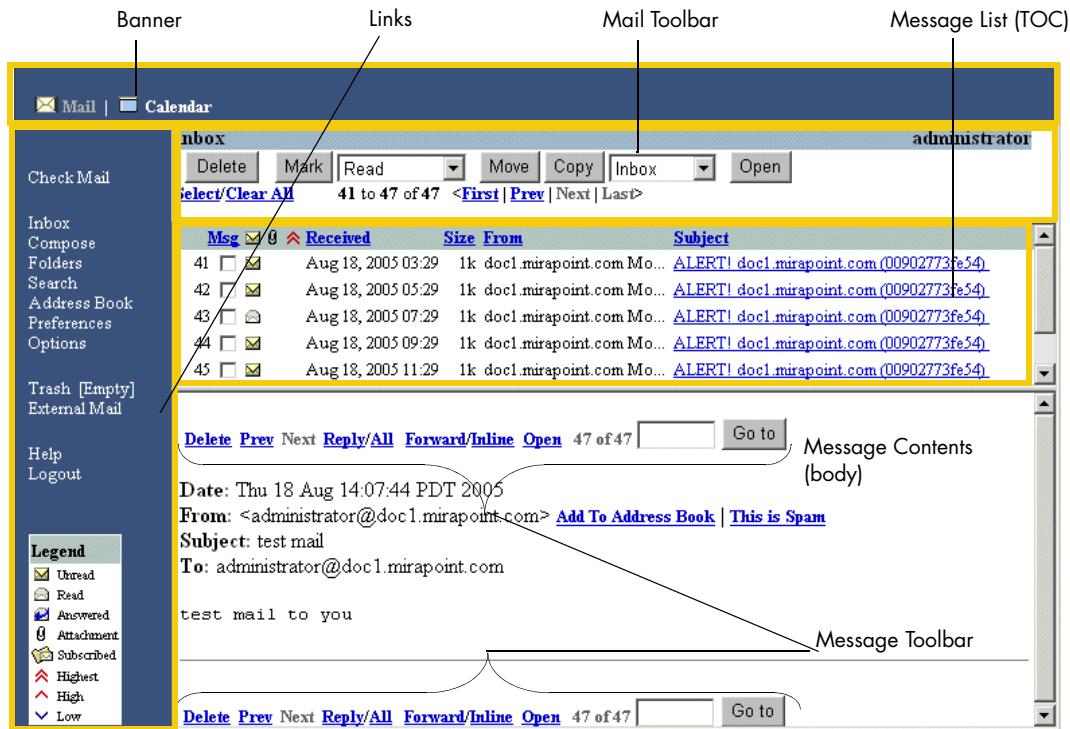 Banner Links Mail Toolbar Message List (TOC)
Mail | Calendar
nbox administrator
Delete Mark Read Move Copy Inbox Open
Select/Clear All 41 to 47 of 47 <First | Prev | Next | Last>
Check Mail
Inbox
Compose
Folders
Search
Address Book
Preferences
Options
Trash [Empty]
External Mail
Help
Logout
Legend
Unread
Read
Answered
Attachment
Subscribed
Highest
High
Low
Msg Received Size From Subject
41 Aug 18, 2005 03:29 1k doc1.mirapoint.com Mo... ALERT! doc1.mirapoint.com (00902773fe54)
42 Aug 18, 2005 05:29 1k doc1.mirapoint.com Mo... ALERT! doc1.mirapoint.com (00902773fe54)
43 Aug 18, 2005 07:29 1k doc1.mirapoint.com Mo... ALERT! doc1.mirapoint.com (00902773fe54)
44 Aug 18, 2005 09:29 1k doc1.mirapoint.com Mo... ALERT! doc1.mirapoint.com (00902773fe54)
45 Aug 18, 2005 11:29 1k doc1.mirapoint.com Mo... ALERT! doc1.mirapoint.com (00902773fe54)
Delete Prev Next Reply/All Forward/Inline Open 47 of 47 Go to
Message Contents
(body)
Date: Thu 18 Aug 14:07:44 PDT 2005
From: <administrator@doc1.mirapoint.com> Add To Address Book | This is Spam
Subject: test mail
To: administrator@doc1.mirapoint.com
test mail to you
Message Toolbar
Delete Prev Next Reply/All Forward/Inline Open 47 of 47 Go to